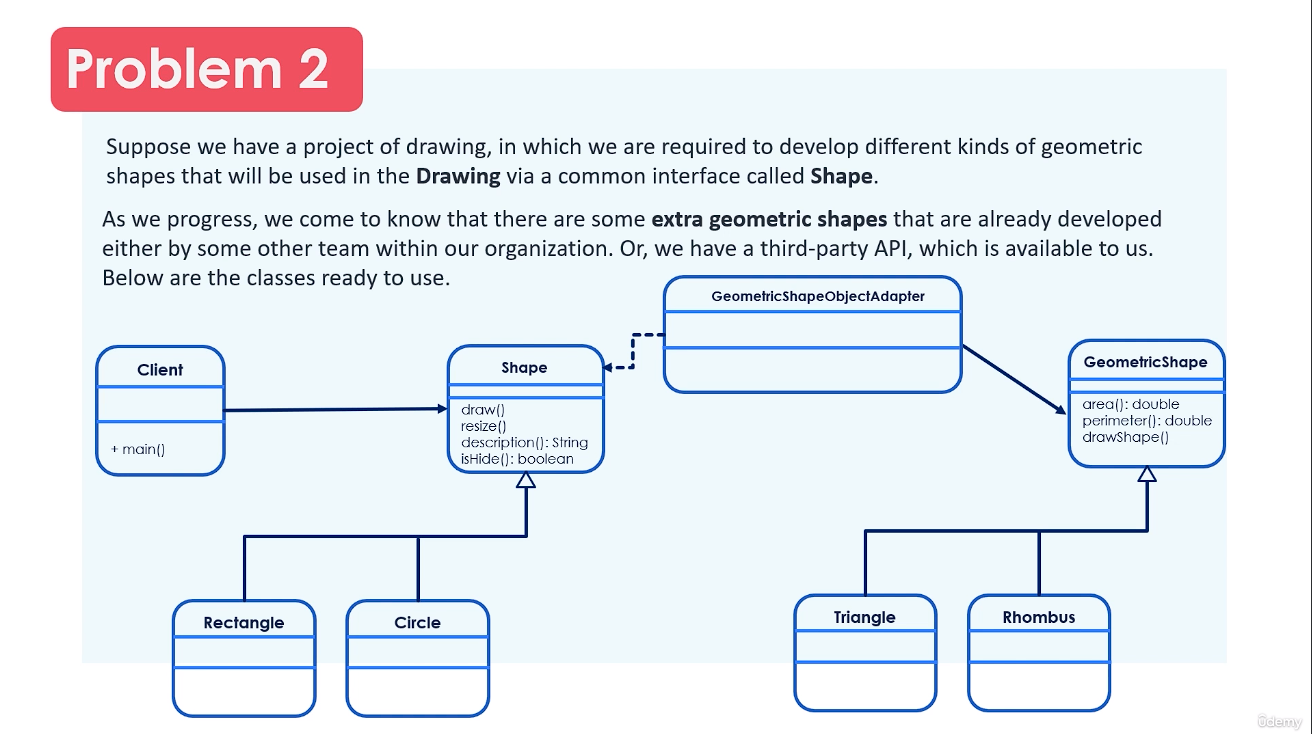 Problem 2
Suppose we have a project of drawing, in which we are required to develop different kinds of geometric
shapes that will be used in the Drawing via a common interface called Shape.
As we progress, we come to know that there are some extra geometric shapes that are already developed
either by some other team within our organization. Or, we have a third-party API, which is available to us.
Below are the classes ready to use.
GeometricShapeObjectAdapter
Client
+ main()
Shape
draw()
resize()
description(): String
isHide(): boolean
GeometricShape
area(): double
perimeter(): double
drawShape()
Rectangle
Circle
Triangle
Rhombus
ûdemy